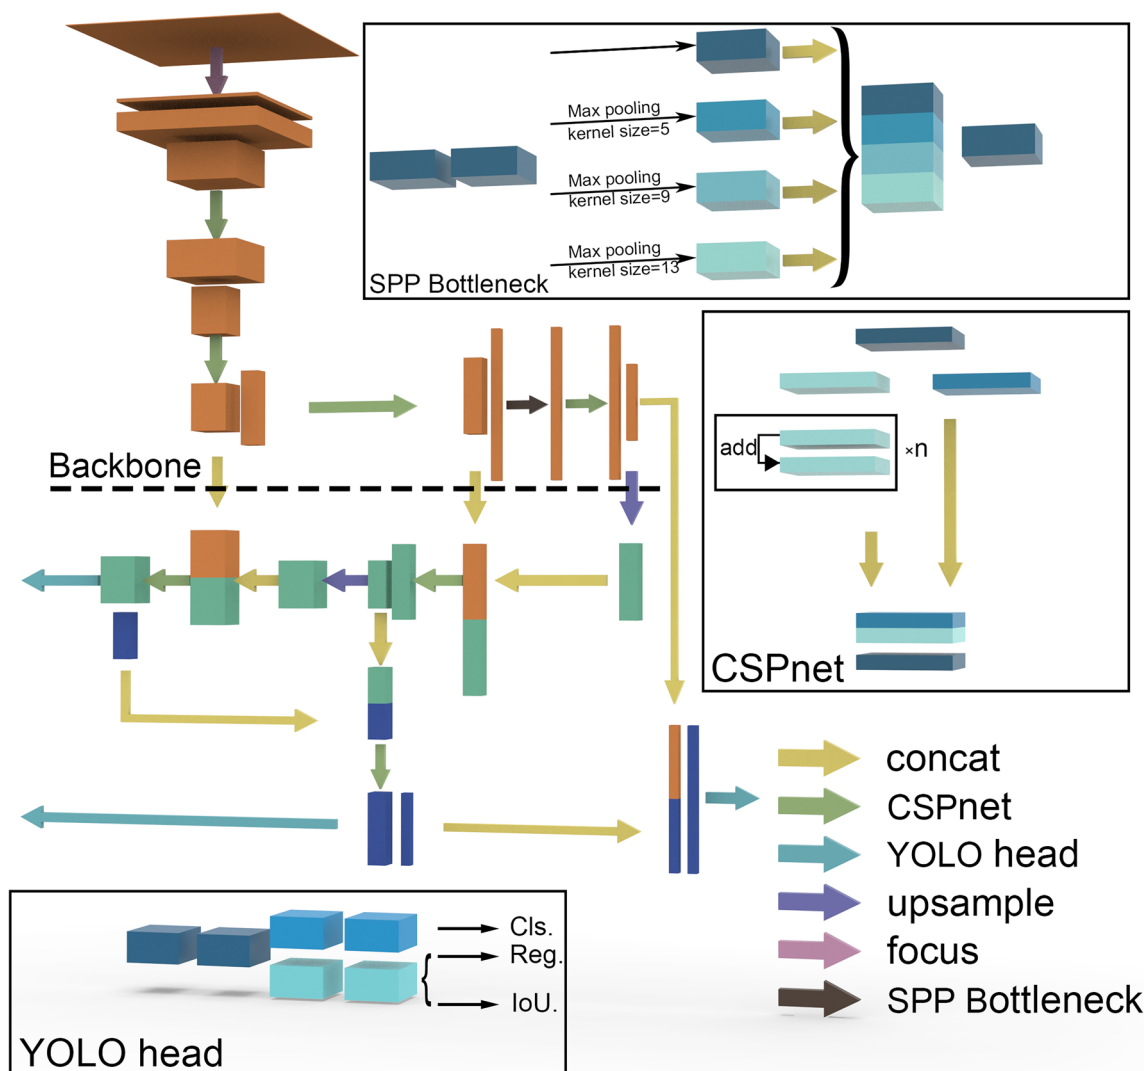 Max pooling
kernel size=5
Max pooling
kernel size=9
Max pooling
kernel size=13
SPP Bottleneck
add
×n
CSPnet
Backbone
concat
CSPnet
YOLO head
upsample
focus
SPP Bottleneck
Cls.
Reg.
IoU.
YOLO head